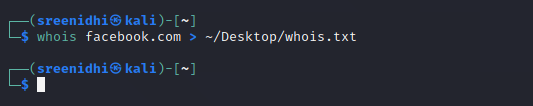 ┌──(sreenidhi㉿kali)-[~]
└─$ whois facebook.com > ~/Desktop/whois.txt
┌──(sreenidhi㉿kali)-[~]
└─$